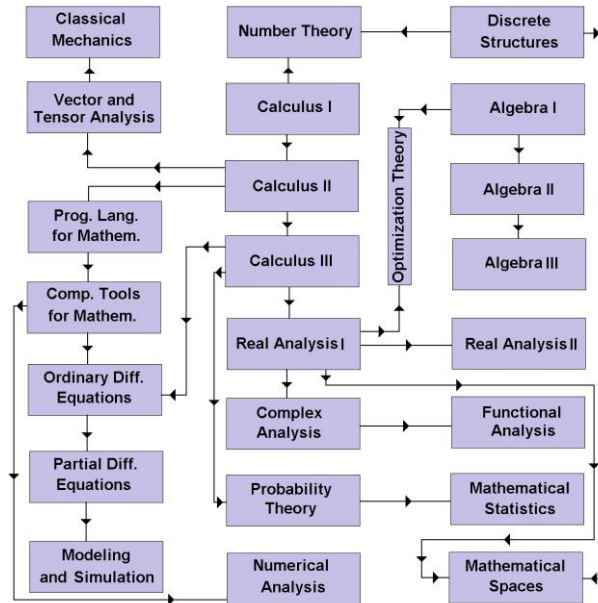 Classical
Mechanics
Number Theory
Discrete
Structures
Vector and
Tensor Analysis
Calculus I
Algebra I
Optimization Theory
Calculus II
Algebra II
Prog. Lang.
for Mathem.
Calculus III
Algebra III
Comp. Tools
for Mathem.
Real Analysis I
Real Analysis II
Ordinary Diff.
Equations
Complex
Analysis
Functional
Analysis
Partial Diff.
Equations
Probability
Theory
Mathematical
Statistics
Modeling
and Simulation
Numerical
Analysis
Mathematical
Spaces